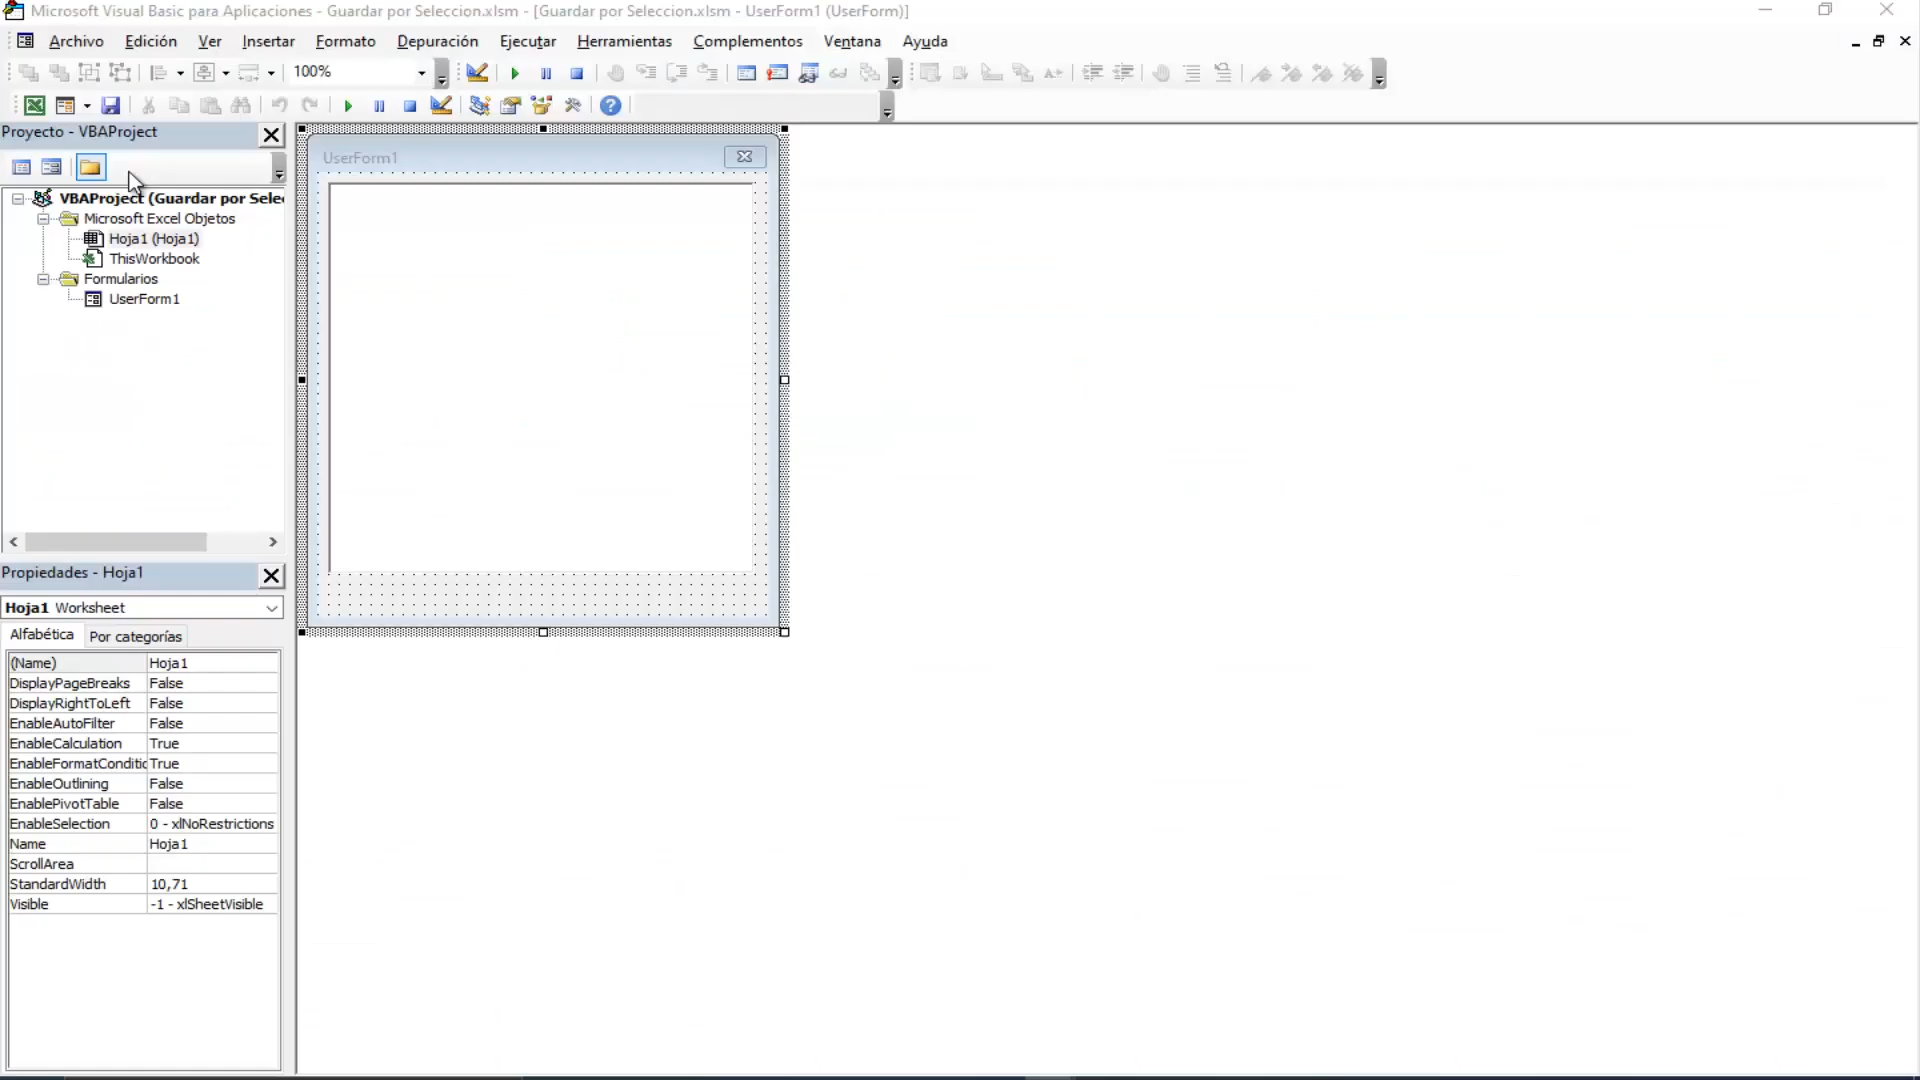 Microsoft Visual Basic para Aplicaciones - Guardar por Seleccion.xlsm - [Guardar por Seleccion.xlsm - UserForm1 (UserForm)]
Archivo Edición Ver Insertar Formato Depuración Ejecutar Herramientas Complementos Ventana Ayuda
100%
Proyecto - VBAProject
VBAProject (Guardar por Sele
Microsoft Excel Objetos
Hoja1 (Hoja1)
ThisWorkbook
Formularios
UserForm1
UserForm1
Propiedades - Hoja1
Hoja1 Worksheet
Alfabética Por categorías
(Name) Hoja1
DisplayPageBreaks False
DisplayRightToLeft False
EnableAutoFilter False
EnableCalculation True
EnableFormatConditic True
EnableOutlining False
EnablePivotTable False
EnableSelection 0 - xlNoRestrictions
Name Hoja1
ScrollArea
StandardWidth 10,71
Visible -1 - xlSheetVisible